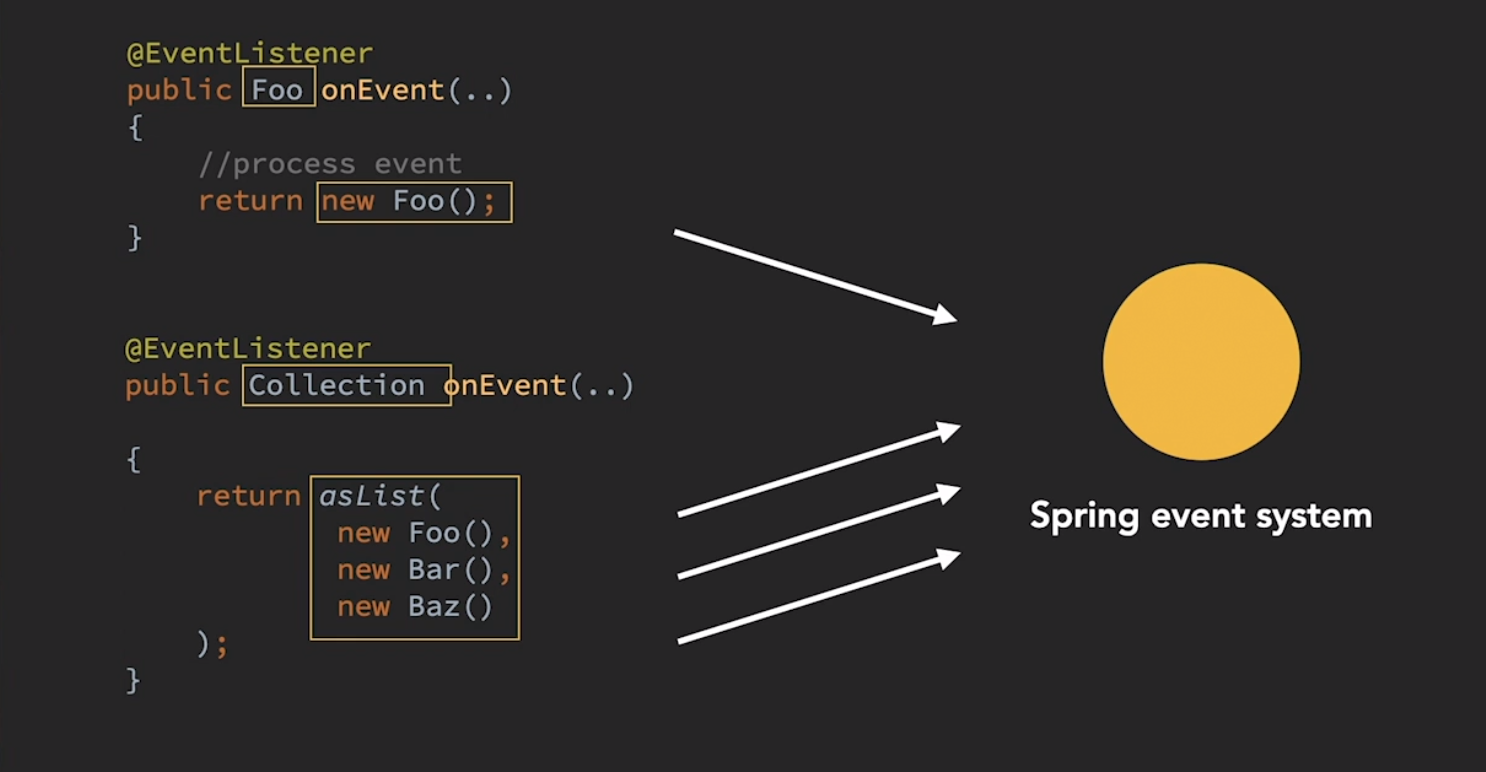 @EventListener
public Foo onEvent(..)
{
//process event
return new Foo();
}
@EventListener
public Collection onEvent(..)
{
return asList(
new Foo(),
new Bar(),
new Baz()
);
}
Spring event system